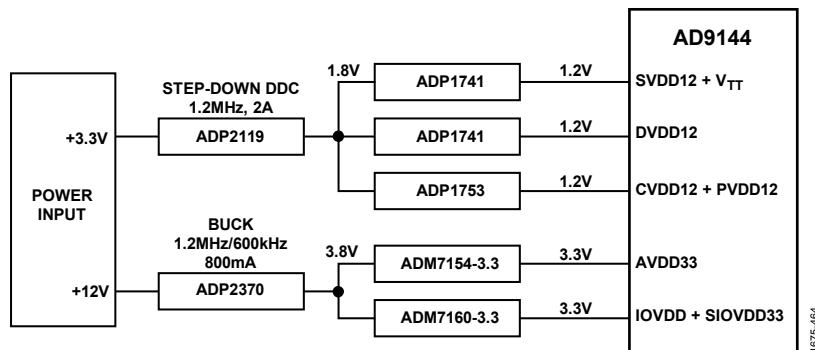 AD9144
POWER
INPUT
+3.3V
+12V
STEP-DOWN DDC
1.2MHz, 2A
ADP2119
1.8V
ADP1741
1.2V
SVDD12 + VTT
ADP1741
1.2V
DVDD12
ADP1753
1.2V
CVDD12 + PVDD12
BUCK
1.2MHz/600kHz
800mA
ADP2370
3.8V
ADM7154-3.3
3.3V
AVDD33
ADM7160-3.3
3.3V
IOVDD + SIOVDD33